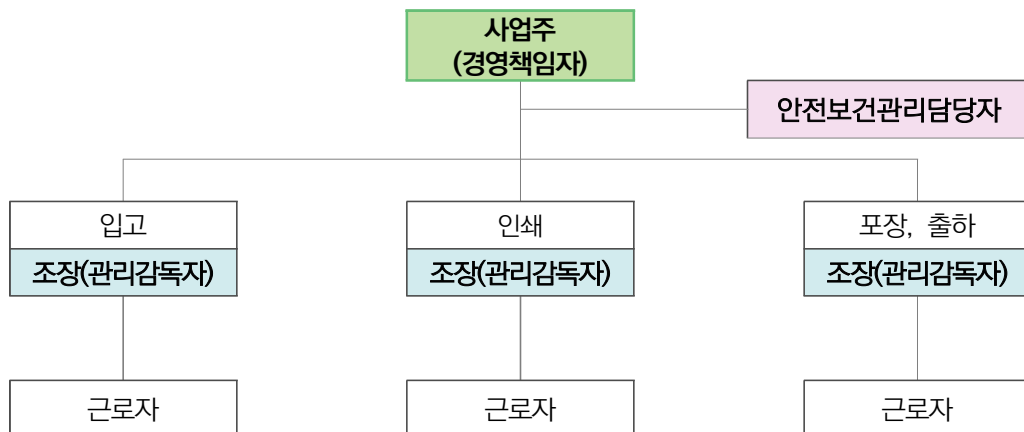 사업주
(경영책임자)
안전보건관리담당자
입고
조장(관리감독자)
인쇄
조장(관리감독자)
포장, 출하
조장(관리감독자)
근로자
근로자
근로자